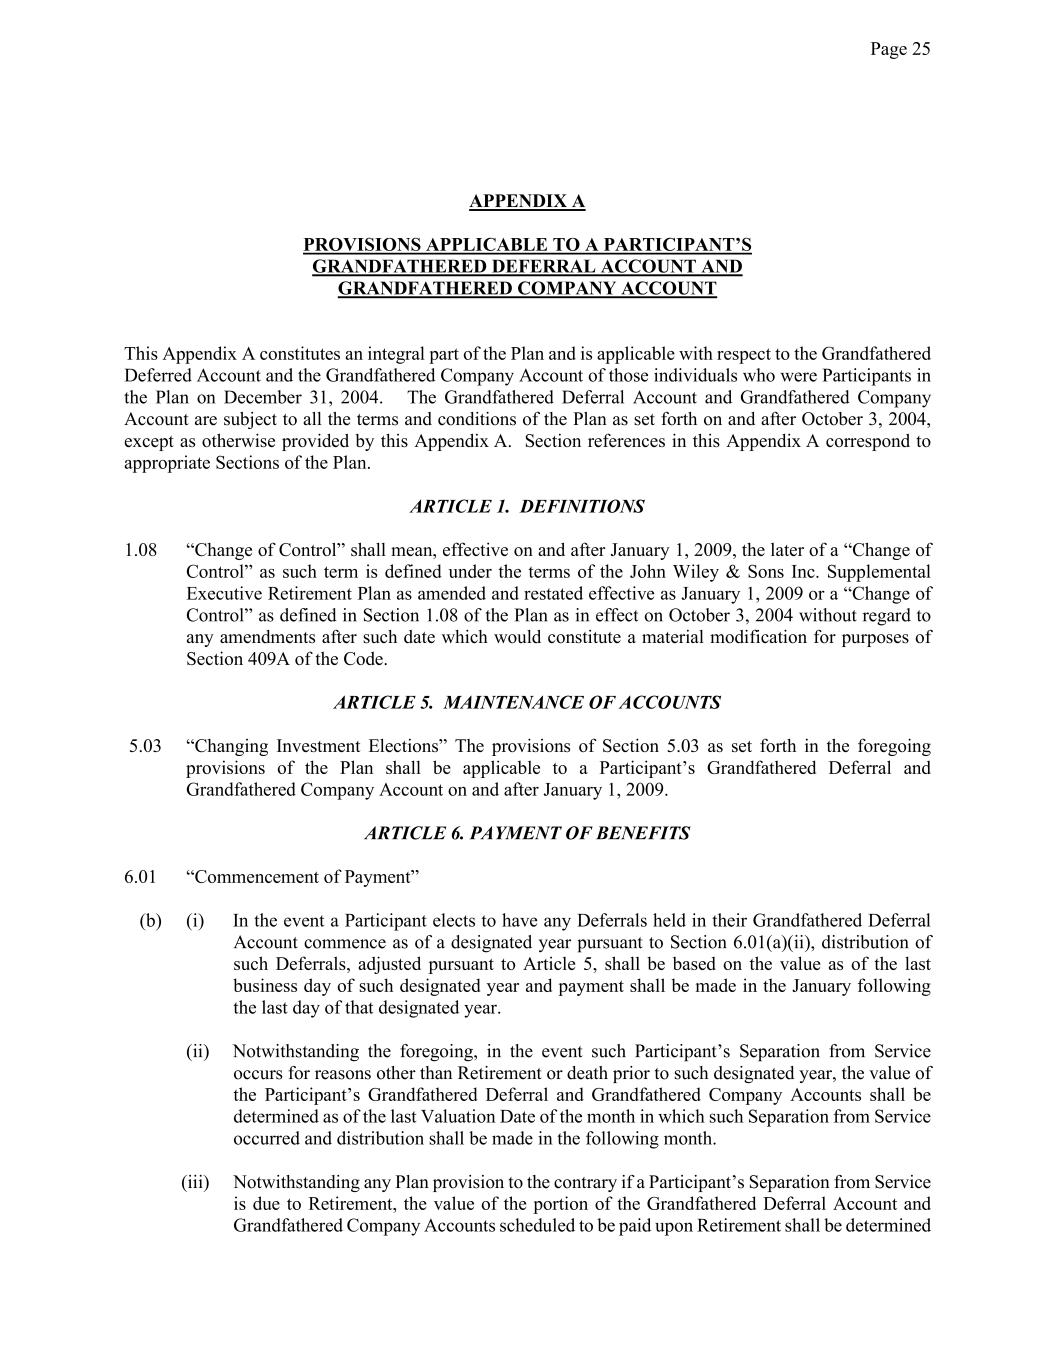 Page 25
APPENDIX A
PROVISIONS APPLICABLE TO A PARTICIPANT’S
GRANDFATHERED DEFERRAL ACCOUNT AND
GRANDFATHERED COMPANY ACCOUNT
This Appendix A constitutes an integral part of the Plan and is applicable with respect to the Grandfathered
Deferred Account and the Grandfathered Company Account of those individuals who were Participants in
the Plan on December 31, 2004. The Grandfathered Deferral Account and Grandfathered Company
Account are subject to all the terms and conditions of the Plan as set forth on and after October 3, 2004,
except as otherwise provided by this Appendix A. Section references in this Appendix A correspond to
appropriate Sections of the Plan.
ARTICLE 1. DEFINITIONS
1.08 “Change of Control” shall mean, effective on and after January 1, 2009, the later of a “Change of
Control” as such term is defined under the terms of the John Wiley & Sons Inc. Supplemental
Executive Retirement Plan as amended and restated effective as January 1, 2009 or a “Change of
Control” as defined in Section 1.08 of the Plan as in effect on October 3, 2004 without regard to
any amendments after such date which would constitute a material modification for purposes of
Section 409A of the Code.
ARTICLE 5. MAINTENANCE OF ACCOUNTS
5.03 “Changing Investment Elections” The provisions of Section 5.03 as set forth in the foregoing
provisions of the Plan shall be applicable to a Participant’s Grandfathered Deferral and
Grandfathered Company Account on and after January 1, 2009.
ARTICLE 6. PAYMENT OF BENEFITS
6.01 “Commencement of Payment”
(b) (i) In the event a Participant elects to have any Deferrals held in their Grandfathered Deferral
Account commence as of a designated year pursuant to Section 6.01(a)(ii), distribution of
such Deferrals, adjusted pursuant to Article 5, shall be based on the value as of the last
business day of such designated year and payment shall be made in the January following
the last day of that designated year.
(ii) Notwithstanding the foregoing, in the event such Participant’s Separation from Service
occurs for reasons other than Retirement or death prior to such designated year, the value of
the Participant’s Grandfathered Deferral and Grandfathered Company Accounts shall be
determined as of the last Valuation Date of the month in which such Separation from Service
occurred and distribution shall be made in the following month.
(iii) Notwithstanding any Plan provision to the contrary if a Participant’s Separation from Service
is due to Retirement, the value of the portion of the Grandfathered Deferral Account and
Grandfathered Company Accounts scheduled to be paid upon Retirement shall be determined